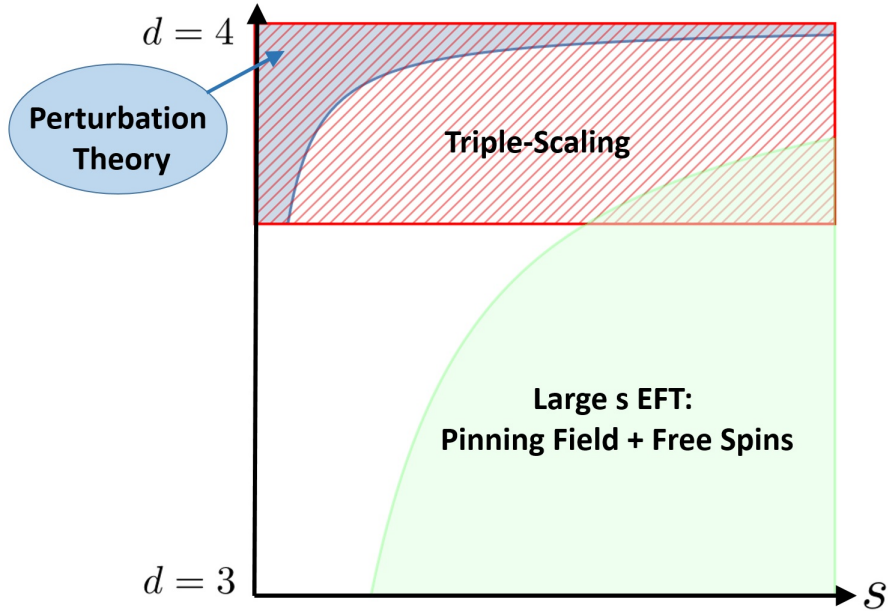 d = 4
Perturbation
Theory
Triple-Scaling
Large s EFT:
Pinning Field + Free Spins
d = 3
s